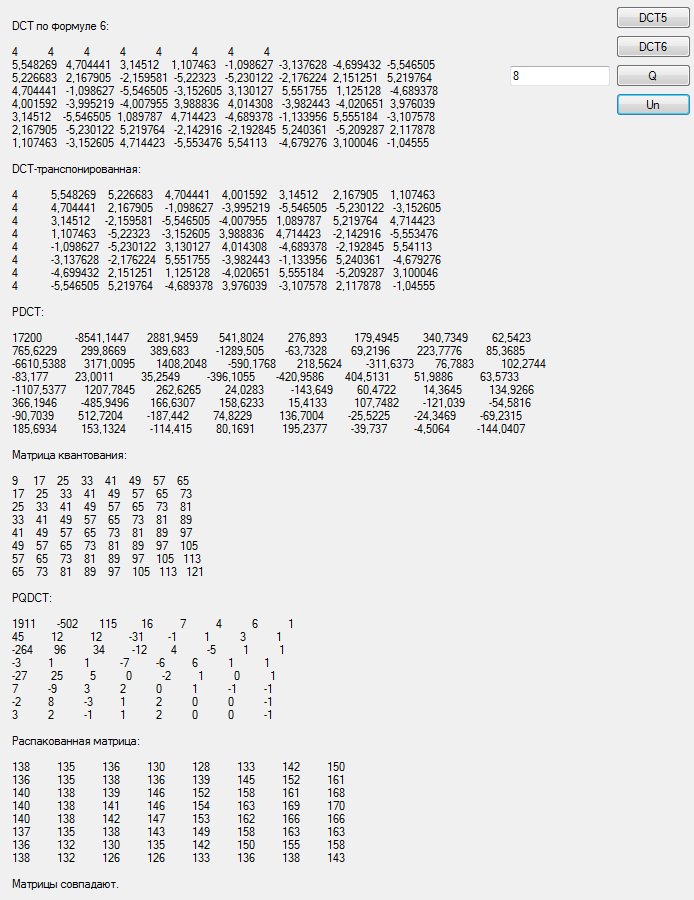 DCT по формуле 6:
4 4 4 4 4 4 4 4
5,548269 4,704441 3,14512 1,107463 -1,098627 -3,137628 -4,699432 -5,546505
5,226683 2,167905 -2,159581 -5,22323 -5,230122 -2,176224 2,151251 5,219764
4,704441 -1,098627 -5,546505 -3,152605 3,130127 5,551755 1,125128 -4,689378
4,001592 -3,995219 -4,007955 3,988836 4,014308 -3,982443 -4,020651 3,976039
3,14512 -5,546505 1,089787 4,714423 -4,689378 -1,133956 5,555184 -3,107578
2,167905 -5,230122 5,219764 -2,142916 -2,192845 5,240361 -5,209287 2,117878
1,107463 -3,152605 4,714423 -5,553476 5,54113 -4,679276 3,100046 -1,04555
DCT-транспонированная:
4 5,548269 5,226683 4,704441 4,001592 3,14512 2,167905 1,107463
4 4,704441 2,167905 -1,098627 -3,995219 -5,546505 -5,230122 -3,152605
4 3,14512 -2,159581 -5,546505 -4,007955 1,089787 5,219764 4,714423
4 1,107463 -5,22323 -3,152605 3,988836 4,714423 -2,142916 -5,553476
4 -1,098627 -5,230122 3,130127 4,014308 -4,689378 -2,192845 5,54113
4 -3,137628 -2,176224 5,551755 -3,982443 -1,133956 5,240361 -4,679276
4 -4,699432 2,151251 1,125128 -4,020651 5,555184 -5,209287 3,100046
4 -5,546505 5,219764 -4,689378 3,976039 -3,107578 2,117878 -1,04555
PDCT:
17200 -8541,1447 2881,9459 541,8024 276,893 179,4945 340,7349 62,5423
765,6229 299,8669 389,683 -1289,505 -63,7328 69,2196 223,7776 85,3685
-6610,5388 3171,0095 1408,2048 -590,1768 218,5624 -311,6373 76,7883 102,2744
-83,177 23,0011 35,2549 -396,1055 -420,9586 404,5131 51,9886 63,5733
-1107,5377 1207,7845 262,6265 24,0283 -143,649 60,4722 14,3645 134,9266
366,1946 -485,9496 166,6307 158,6233 15,4133 107,7482 -121,039 -54,5816
-90,7039 512,7204 -187,442 74,8229 136,7004 -25,5225 -24,3469 -69,2315
185,6934 153,1324 -114,415 80,1691 195,2377 -39,737 -4,5064 -144,0407
Матрица квантования:
9 17 25 33 41 49 57 65
17 25 33 41 49 57 65 73
25 33 41 49 57 65 73 81
33 41 49 57 65 73 81 89
41 49 57 65 73 81 89 97
49 57 65 73 81 89 97 105
57 65 73 81 89 97 105 113
65 73 81 89 97 105 113 121
PQDCT:
1911 -502 115 16 7 4 6 1
45 12 12 -31 -1 1 3 1
-264 96 34 -12 4 -5 1 1
-3 1 1 -7 -6 6 1 1
-27 25 5 0 -2 1 0 1
7 -9 3 2 0 1 -1 -1
-2 8 -3 1 2 0 0 -1
3 2 -1 1 2 0 0 -1
Распакованная матрица:
138 135 136 130 128 133 142 150
136 135 138 136 139 145 152 161
140 138 139 146 152 158 161 168
140 138 141 146 154 163 169 170
140 138 142 147 153 162 166 166
137 135 138 143 149 158 163 163
136 132 130 135 142 150 155 158
138 132 126 126 133 136 138 143
Матрицы совпадают.
DCT5
DCT6
8
Q
Un